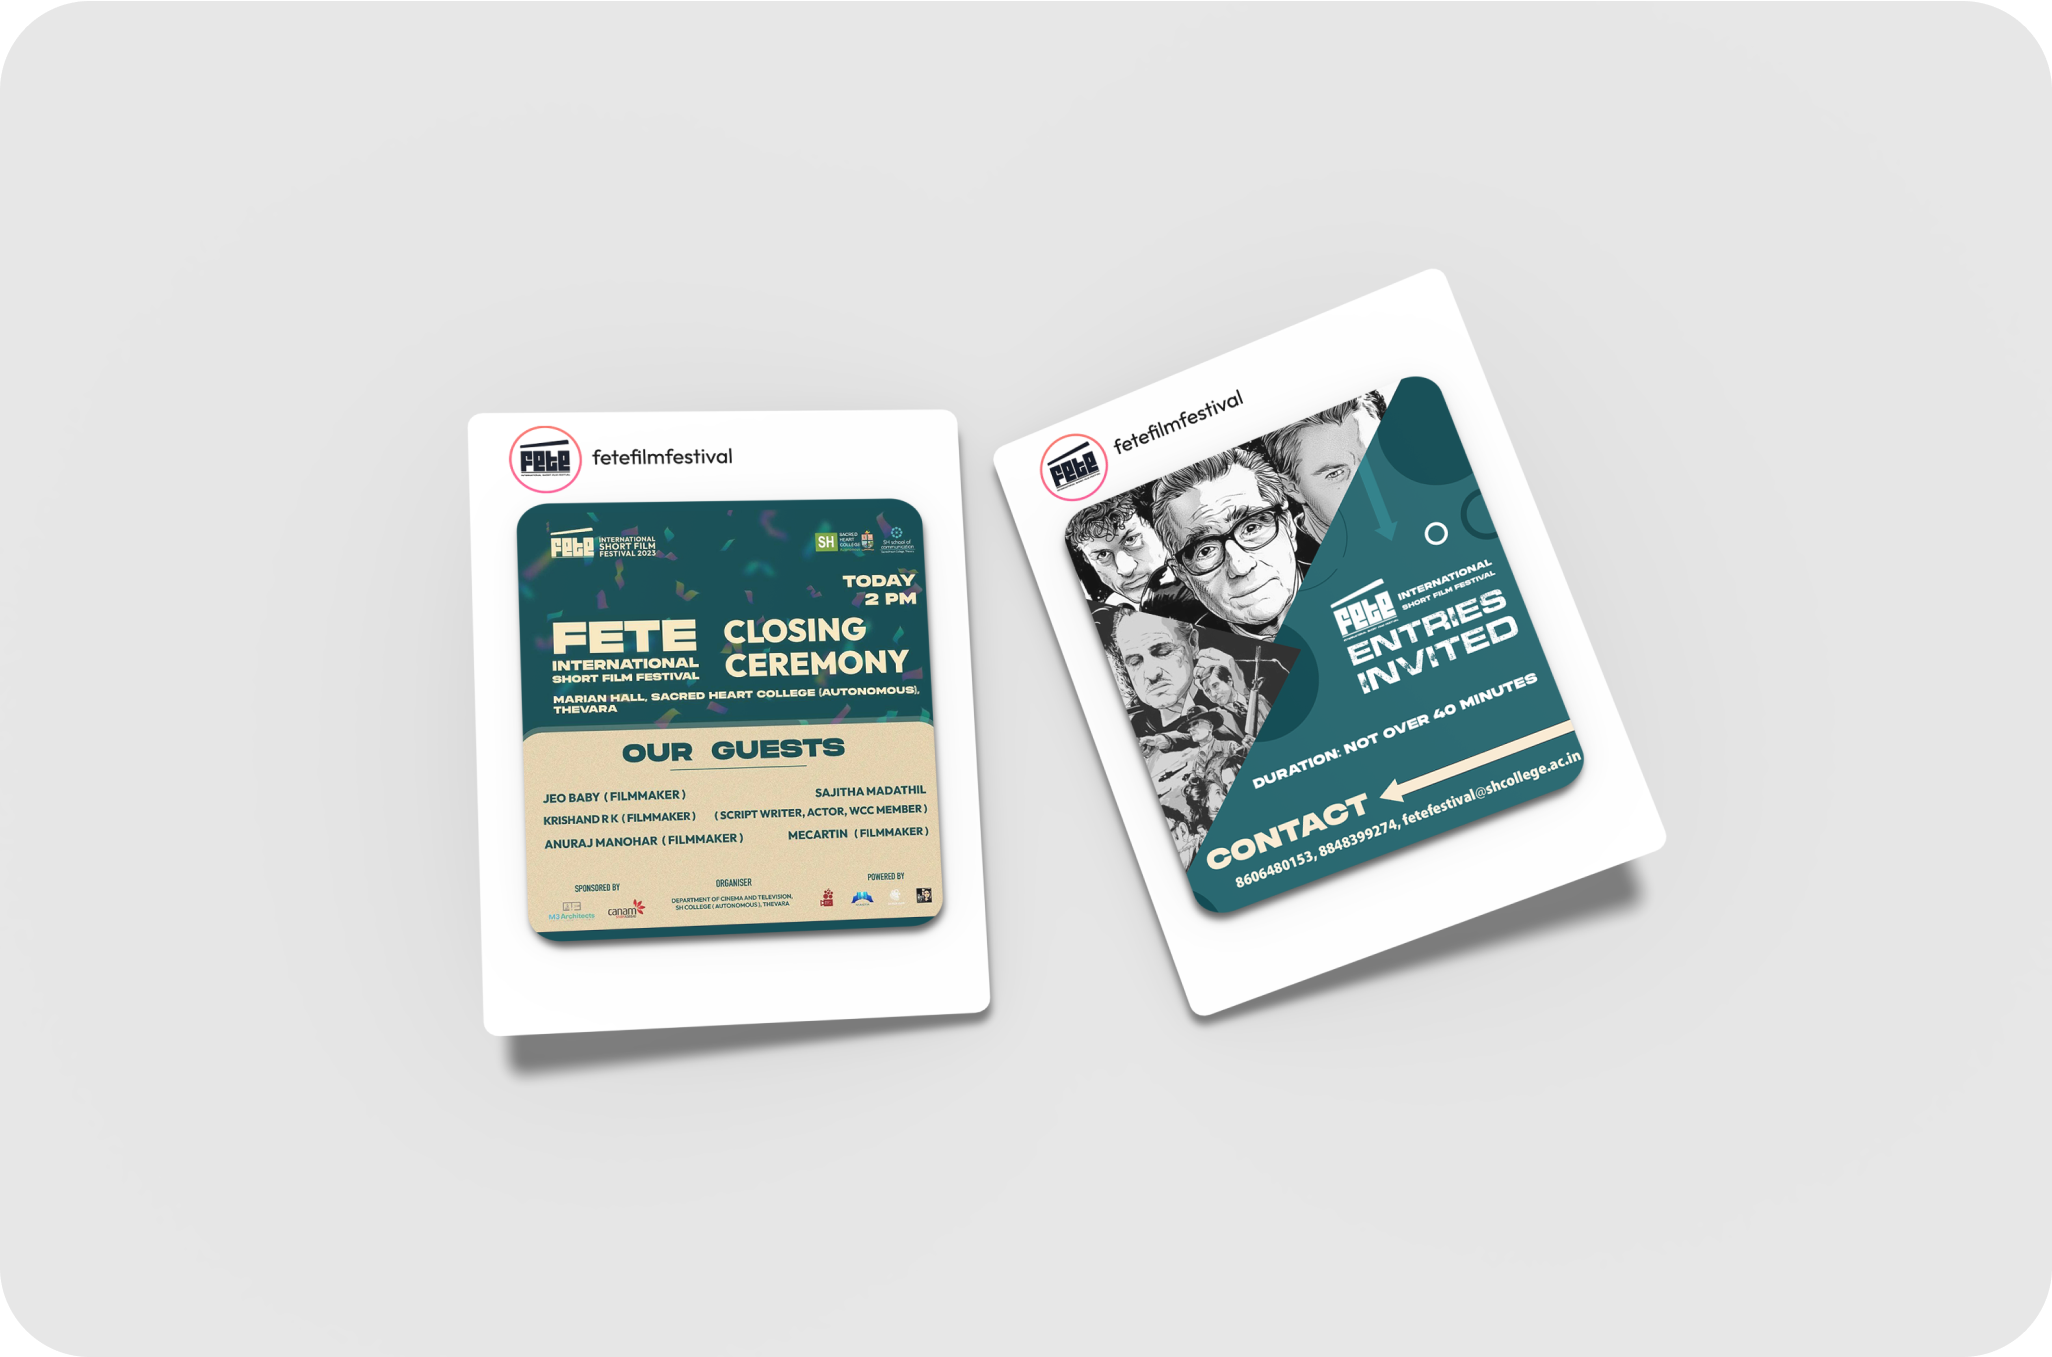 fete
fetefilmfestival
fete
INTERNATIONAL
SHORT FILM
FESTIVAL 2023
SH
SACRED
HEART
COLLEGE
SH school of
communication
TODAY
2 PM
FETE
INTERNATIONAL
SHORT FILM FESTIVAL
CLOSING
CEREMONY
MARIAN HALL, SACRED HEART COLLEGE (AUTONOMOUS),
THEVARA
OUR GUESTS
JEO BABY ( FILMMAKER )
KRISHAND R K ( FILMMAKER )
ANURAJ MANOHAR ( FILMMAKER )
SAJITHA MADATHIL
( SCRIPT WRITER, ACTOR, WCC MEMBER )
MECARTIN ( FILMMAKER )
SPONSORED BY
M3 Architects
canam
ORGANISER
DEPARTMENT OF CINEMA AND TELEVISION,
SH COLLEGE ( AUTONOMOUS ), THEVARA
POWERED BY
fete
fetefilmfestival
fete
INTERNATIONAL
SHORT FILM FESTIVAL
ENTRIES
INVITED
DURATION: NOT OVER 40 MINUTES
CONTACT
8606480153, 8848399274, fetefestival@shcollege.ac.in